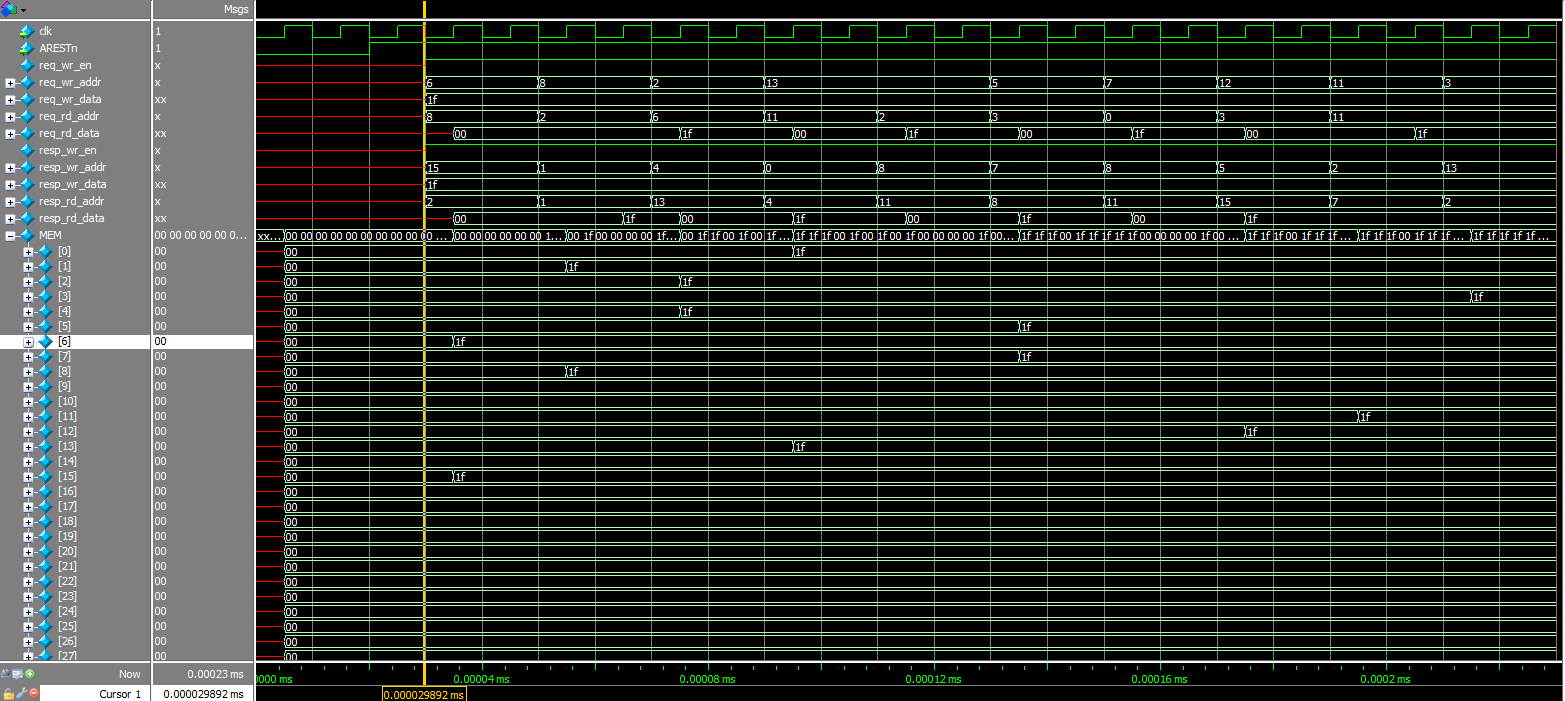 Msgs
clk 1
ARESTn 1
req_wr_en x
req_wr_addr x 6 8 2 13 5 7 12 11 3
req_wr_data xx 1f
req_rd_addr x 8 2 6 11 2 3 0 3 11
req_rd_data xx 00 1f 00 1f 00 1f 00 1f
resp_wr_en x
resp_wr_addr x 15 1 4 0 8 7 8 5 2 13
resp_wr_data xx 1f
resp_rd_addr x 2 1 13 4 11 8 11 15 7 2
resp_rd_data xx 00 1f 00 1f 00 1f 00 1f
MEM 00 00 00 00 00 0... xx... 00 00 00 00 00 00 00 00 00 00 ... 00 00 00 00 00 00 1... 00 1f 00 00 00 00 1f... 00 1f 1f 00 1f ... 1f 1f 1f 00 1f 00 1f 00 00 00 00 00... 1f 1f 1f 00 1f 1f 1f 1f 00 00 00 00 00 ... 1f 1f 1f 00 1f 1f 1f... 1f 1f 1f 00 1f 1f ... 1f 1f 1f 1f...
[0] 00 00 1f
[1] 00 00 1f
[2] 00 00 1f
[3] 00 00 1f
[4] 00 00 1f
[5] 00 00 1f
[6] 00 00 1f
[7] 00 00 1f
[8] 00 00 1f
[9] 00 00
[10] 00 00
[11] 00 00 1f
[12] 00 00 1f
[13] 00 00 1f
[14] 00 00
[15] 00 00 1f
[16] 00 00
[17] 00 00
[18] 00 00
[19] 00 00
[20] 00 00
[21] 00 00
[22] 00 00
[23] 00 00
[24] 00 00
[25] 00 00
[26] 00 00
[27] 00 00
Now 0.00023 ms 0000 ms 0.00004 ms 0.00008 ms 0.00012 ms 0.00016 ms 0.0002 ms
Cursor 1 0.000029892 ms 0.000029892 ms